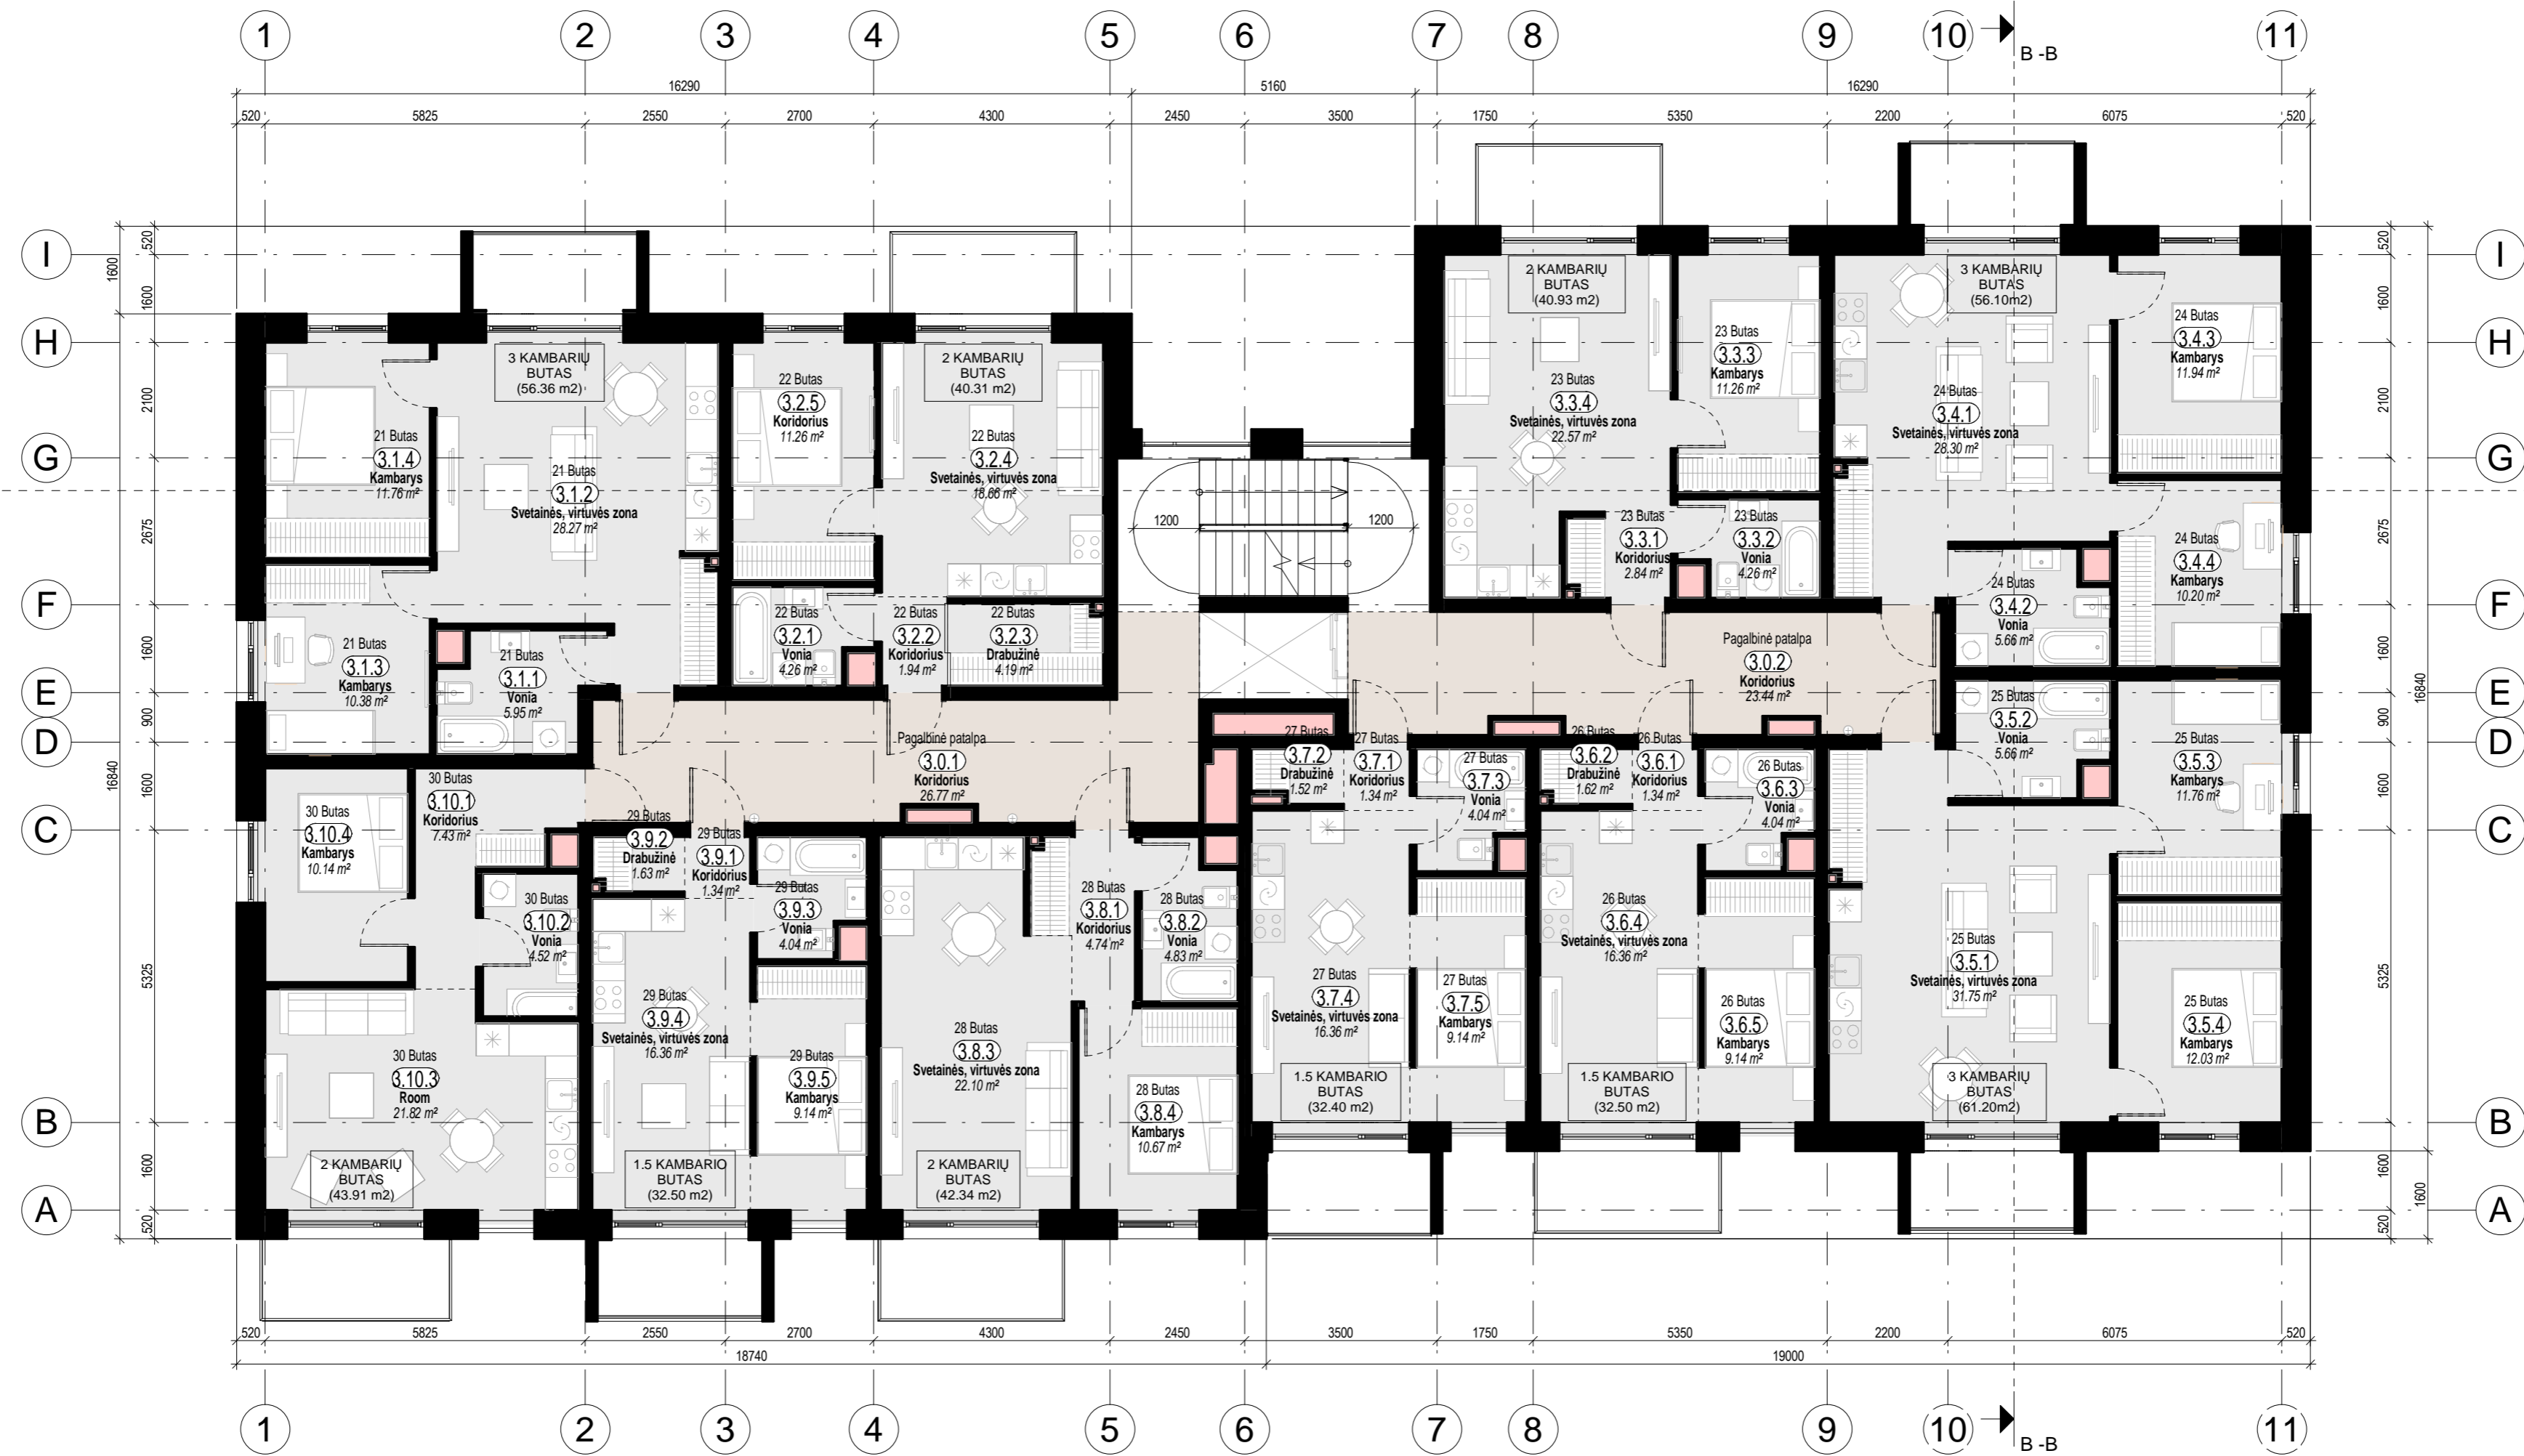 1 2 3 4 5 6 7 8 9 10 11
B -B
16290 5160 16290
520 5825 2550 2700 4300 2450 3500 1750 5350 2200 6075 520
I
H
G
F
E
D
C
B
A
520
1600
1600
2100
2675
1600
900
16840
1600
5325
1600
520
3 KAMBARIŲ
BUTAS
(56.36 m2)
21 Butas
3.1.4
Kambarys
11.76 m²
21 Butas
3.1.2
Svetainės, virtuvės zona
28.27 m²
21 Butas
3.1.3
Kambarys
10.38 m²
21 Butas
3.1.1
Vonia
5.95 m²
22 Butas
3.2.5
Koridorius
11.26 m²
2 KAMBARIŲ
BUTAS
(40.31 m2)
22 Butas
3.2.4
Svetainės, virtuvės zona
18.66 m²
22 Butas
3.2.1
Vonia
4.26 m²
22 Butas
3.2.2
Koridorius
1.94 m²
22 Butas
3.2.3
Drabužinė
4.19 m²
1200 1200
2 KAMBARIŲ
BUTAS
(40.93 m2)
23 Butas
3.3.4
Svetainės, virtuvės zona
22.57 m²
23 Butas
3.3.3
Kambarys
11.26 m²
23 Butas
3.3.1
Koridorius
2.84 m²
23 Butas
3.3.2
Vonia
4.26 m²
3 KAMBARIŲ
BUTAS
(56.10m2)
24 Butas
3.4.1
Svetainės, virtuvės zona
28.30 m²
24 Butas
3.4.3
Kambarys
11.94 m²
24 Butas
3.4.4
Kambarys
10.20 m²
24 Butas
3.4.2
Vonia
5.66 m²
Pagalbinė patalpa
3.0.2
Koridorius
23.44 m²
Pagalbinė patalpa
3.0.1
Koridorius
26.77 m²
25 Butas
3.5.2
Vonia
5.66 m²
25 Butas
3.5.3
Kambarys
11.76 m²
25 Butas
3.5.1
Svetainės, virtuvės zona
31.75 m²
25 Butas
3.5.4
Kambarys
12.03 m²
3 KAMBARIŲ
BUTAS
(61.20m2)
26 Butas
3.6.2
Drabužinė
1.62 m²
26 Butas
3.6.1
Koridorius
1.34 m²
26 Butas
3.6.3
Vonia
4.04 m²
26 Butas
3.6.4
Svetainės, virtuvės zona
16.36 m²
26 Butas
3.6.5
Kambarys
9.14 m²
1.5 KAMBARIO
BUTAS
(32.50 m2)
27 Butas
3.7.2
Drabužinė
1.52 m²
27 Butas
3.7.1
Koridorius
1.34 m²
27 Butas
3.7.3
Vonia
4.04 m²
27 Butas
3.7.4
Svetainės, virtuvės zona
16.36 m²
27 Butas
3.7.5
Kambarys
9.14 m²
1.5 KAMBARIO
BUTAS
(32.40 m2)
28 Butas
3.8.1
Koridorius
4.74 m²
28 Butas
3.8.2
Vonia
4.83 m²
28 Butas
3.8.3
Svetainės, virtuvės zona
22.10 m²
28 Butas
3.8.4
Kambarys
10.67 m²
2 KAMBARIŲ
BUTAS
(42.34 m2)
29 Butas
3.9.2
Drabužinė
1.63 m²
29 Butas
3.9.1
Koridorius
1.34 m²
29 Butas
3.9.3
Vonia
4.04 m²
29 Butas
3.9.4
Svetainės, virtuvės zona
16.36 m²
29 Butas
3.9.5
Kambarys
9.14 m²
1.5 KAMBARIO
BUTAS
(32.50 m2)
30 Butas
3.10.4
Kambarys
10.14 m²
30 Butas
3.10.1
Koridorius
7.43 m²
30 Butas
3.10.2
Vonia
4.52 m²
30 Butas
3.10.3
Room
21.82 m²
2 KAMBARIŲ
BUTAS
(43.91 m2)
I
H
G
F
E
D
C
B
A
520
1600
2100
2675
1600
900
16840
1600
5325
1600
1600
520
520 5825 2550 2700 4300 2450 3500 1750 5350 2200 6075 520
18740 19000
1 2 3 4 5 6 7 8 9 10 11
B -B